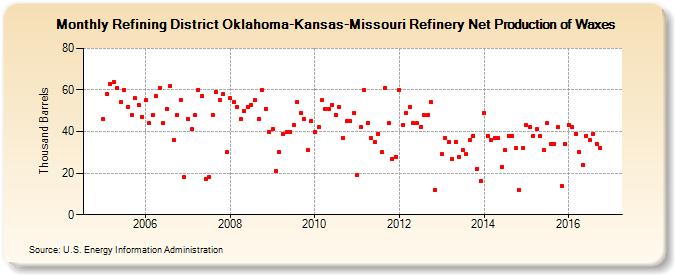 Monthly Refining District Oklahoma-Kansas-Missouri Refinery Net Production of Waxes
Thousand Barrels
80
60
40
20
0
2006 2008 2010 2012 2014 2016
Source: U.S. Energy Information Administration